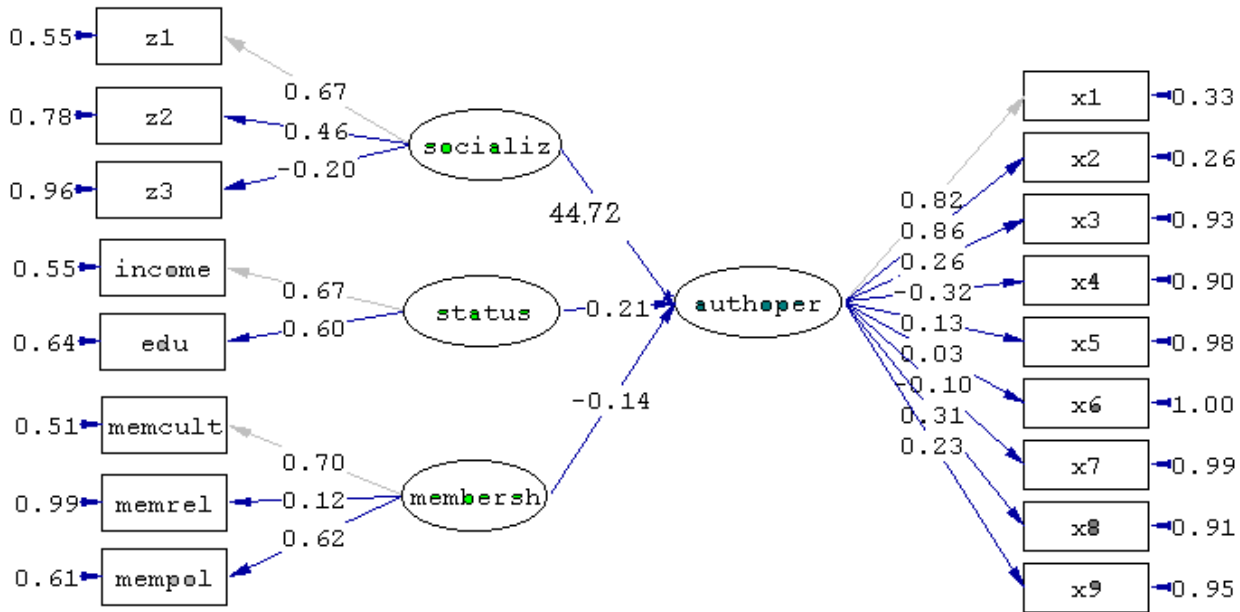 0.55
z1
0.67
0.78
z2
0.46
0.96
z3
-0.20
socializ
44,72
0.55
income
0.67
0.64
edu
0.60
status
0.21
0.51
memcult
0.70
0.99
memrel
0.12
0.61
mempol
0.62
membersh
-0.14
authoper
0.82
0.86
0.26
-0.32
0.13
0.03
-0.10
0.31
0.23
x1
0.33
x2
0.26
x3
0.93
x4
0.90
x5
0.98
x6
1.00
x7
0.99
x8
0.91
x9
0.95